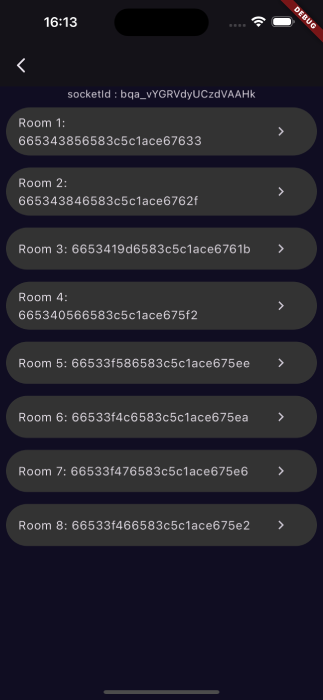 16:13
DEBUG
socketId : bqa_vYGRVdyUCzdVAAHk
Room 1:
665343856583c5c1ace67633
Room 2:
665343846583c5c1ace6762f
Room 3: 6653419d6583c5c1ace6761b
Room 4:
665340566583c5c1ace675f2
Room 5: 66533f586583c5c1ace675ee
Room 6: 66533f4c6583c5c1ace675ea
Room 7: 66533f476583c5c1ace675e6
Room 8: 66533f466583c5c1ace675e2